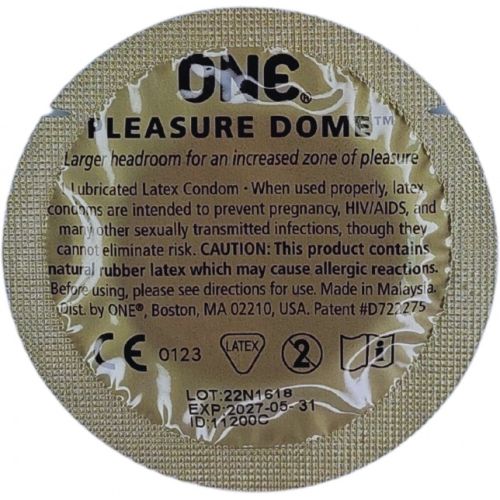 ONE®
PLEASURE DOME™
Larger headroom for an increased zone of pleasure
Lubricated Latex Condom · When used properly, latex
condoms are intended to prevent pregnancy, HIV/AIDS, and
many other sexually transmitted infections, though they
cannot eliminate risk. CAUTION: This product contains
natural rubber latex which may cause allergic reactions.
Before using, please see directions for use. Made in Malaysia.
Dist. by ONE®, Boston, MA 02210, USA. Patent #D722275
CE 0123 LATEX 2 i
LOT:22N1618
EXP:2027-05-31
ID:11200C